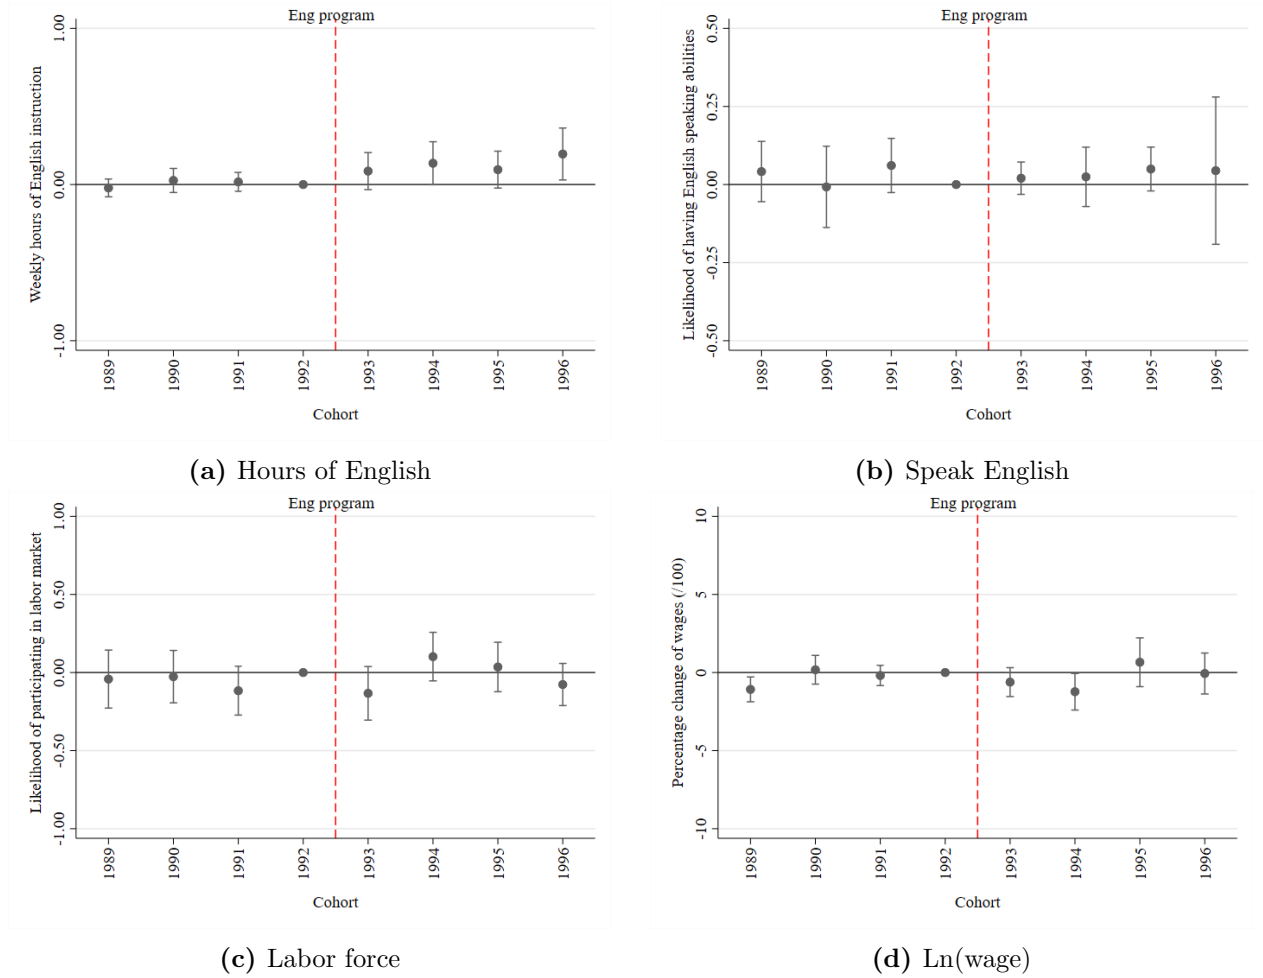 Eng program
Weekly hours of English instruction
1.00
0.00
-1.00
1989 1990 1991 1992 1993 1994 1995 1996
Cohort
(a) Hours of English
Eng program
Likelihood of having English speaking abilities
0.50
0.25
0.00
-0.25
-0.50
1989 1990 1991 1992 1993 1994 1995 1996
Cohort
(b) Speak English
Eng program
Likelihood of participating in labor market
1.00
0.50
0.00
-0.50
-1.00
1989 1990 1991 1992 1993 1994 1995 1996
Cohort
(c) Labor force
Eng program
Percentage change of wages (/100)
10
5
0
-5
-10
1989 1990 1991 1992 1993 1994 1995 1996
Cohort
(d) Ln(wage)